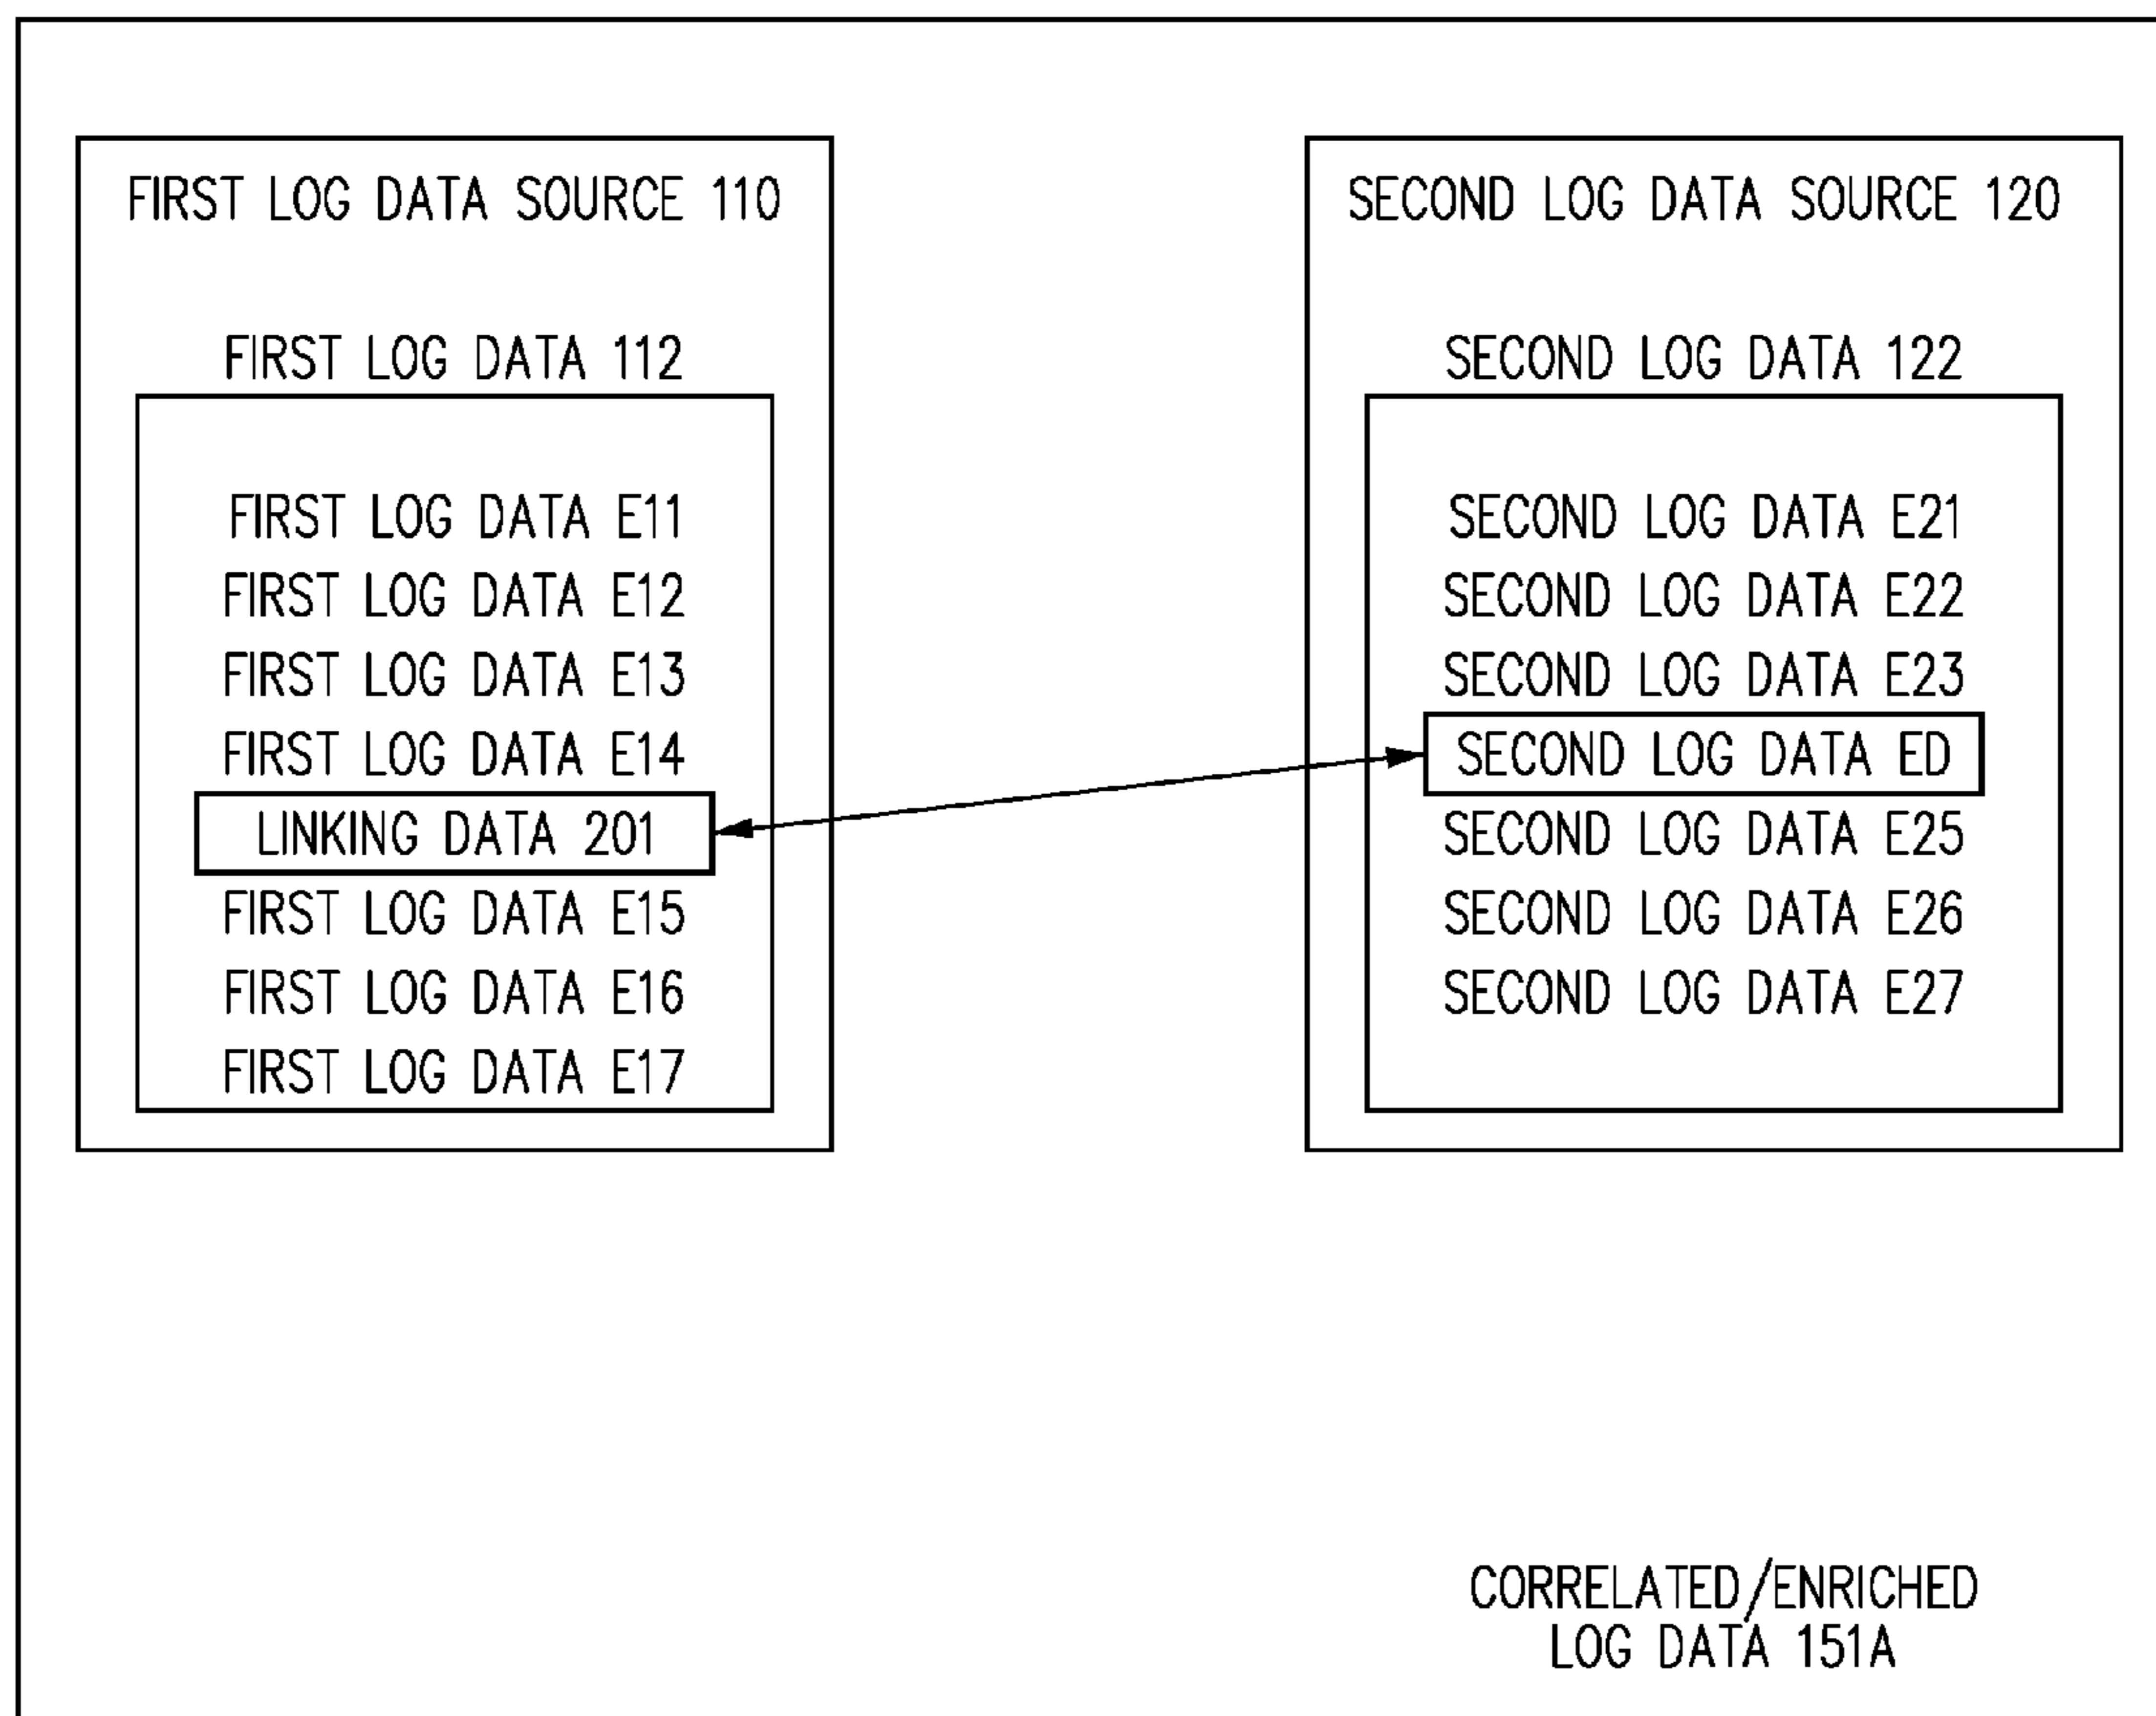 FIRST LOG DATA SOURCE 110
FIRST LOG DATA 112
FIRST LOG DATA E11
FIRST LOG DATA E12
FIRST LOG DATA E13
FIRST LOG DATA E14
LINKING DATA 201
FIRST LOG DATA E15
FIRST LOG DATA E16
FIRST LOG DATA E17
SECOND LOG DATA SOURCE 120
SECOND LOG DATA 122
SECOND LOG DATA E21
SECOND LOG DATA E22
SECOND LOG DATA E23
SECOND LOG DATA ED
SECOND LOG DATA E25
SECOND LOG DATA E26
SECOND LOG DATA E27
CORRELATED/ENRICHED
LOG DATA 151A